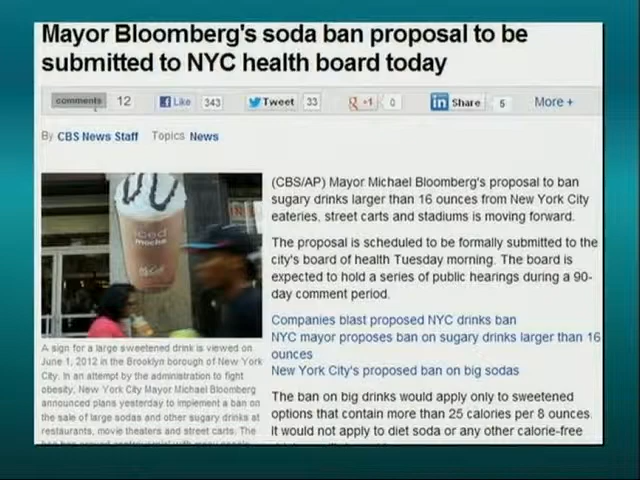 Mayor Bloomberg's soda ban proposal to be
submitted to NYC health board today
comments 12 Like 343 Tweet 33 +1 0 in Share 5 More +
By CBS News Staff Topics News
iced
mocha
McCafé
IN
A sign for a large sweetened drink is viewed on
June 1, 2012 in the Brooklyn borough of New York
City. In an attempt by the administration to fight
obesity, New York City Mayor Michael Bloomberg
announced plans yesterday to implement a ban on
the sale of large sodas and other sugary drinks at
restaurants, movie theaters and street carts. The
(CBS/AP) Mayor Michael Bloomberg's proposal to ban
sugary drinks larger than 16 ounces from New York City
eateries, street carts and stadiums is moving forward.
The proposal is scheduled to be formally submitted to the
city's board of health Tuesday morning. The board is
expected to hold a series of public hearings during a 90-
day comment period.
Companies blast proposed NYC drinks ban
NYC mayor proposes ban on sugary drinks larger than 16
ounces
New York City's proposed ban on big sodas
The ban on big drinks would apply only to sweetened
options that contain more than 25 calories per 8 ounces.
It would not apply to diet soda or any other calorie-free